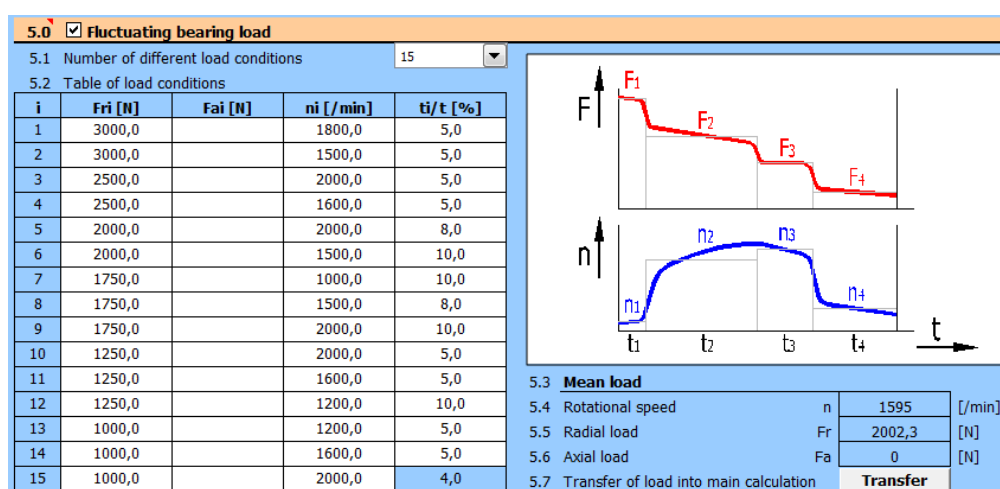 5.0 Fluctuating bearing load
5.1 Number of different load conditions 15
5.2 Table of load conditions
i Fri [N] Fai [N] ni [/min] ti/t [%]
1 3000,0 1800,0 5,0
2 3000,0 1500,0 5,0
3 2500,0 2000,0 5,0
4 2500,0 1600,0 5,0
5 2000,0 2000,0 8,0
6 2000,0 1500,0 10,0
7 1750,0 1000,0 10,0
8 1750,0 1500,0 8,0
9 1750,0 2000,0 10,0
10 1250,0 2000,0 5,0
11 1250,0 1600,0 5,0
12 1250,0 1200,0 10,0
13 1000,0 1200,0 5,0
14 1000,0 1600,0 5,0
15 1000,0 2000,0 4,0
F F1 F2 F3 F4
n n1 n2 n3 n4
t1 t2 t3 t4 t
5.3 Mean load
5.4 Rotational speed n 1595 [/min]
5.5 Radial load Fr 2002,3 [N]
5.6 Axial load Fa 0 [N]
5.7 Transfer of load into main calculation Transfer